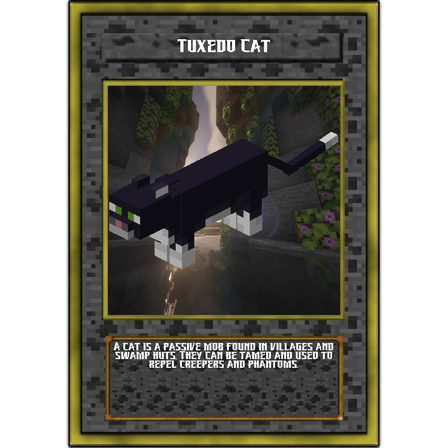 Tuxedo Cat
A cat is a passive mob found in villages and
swamp huts. They can be tamed and used to
repel creepers and phantoms.